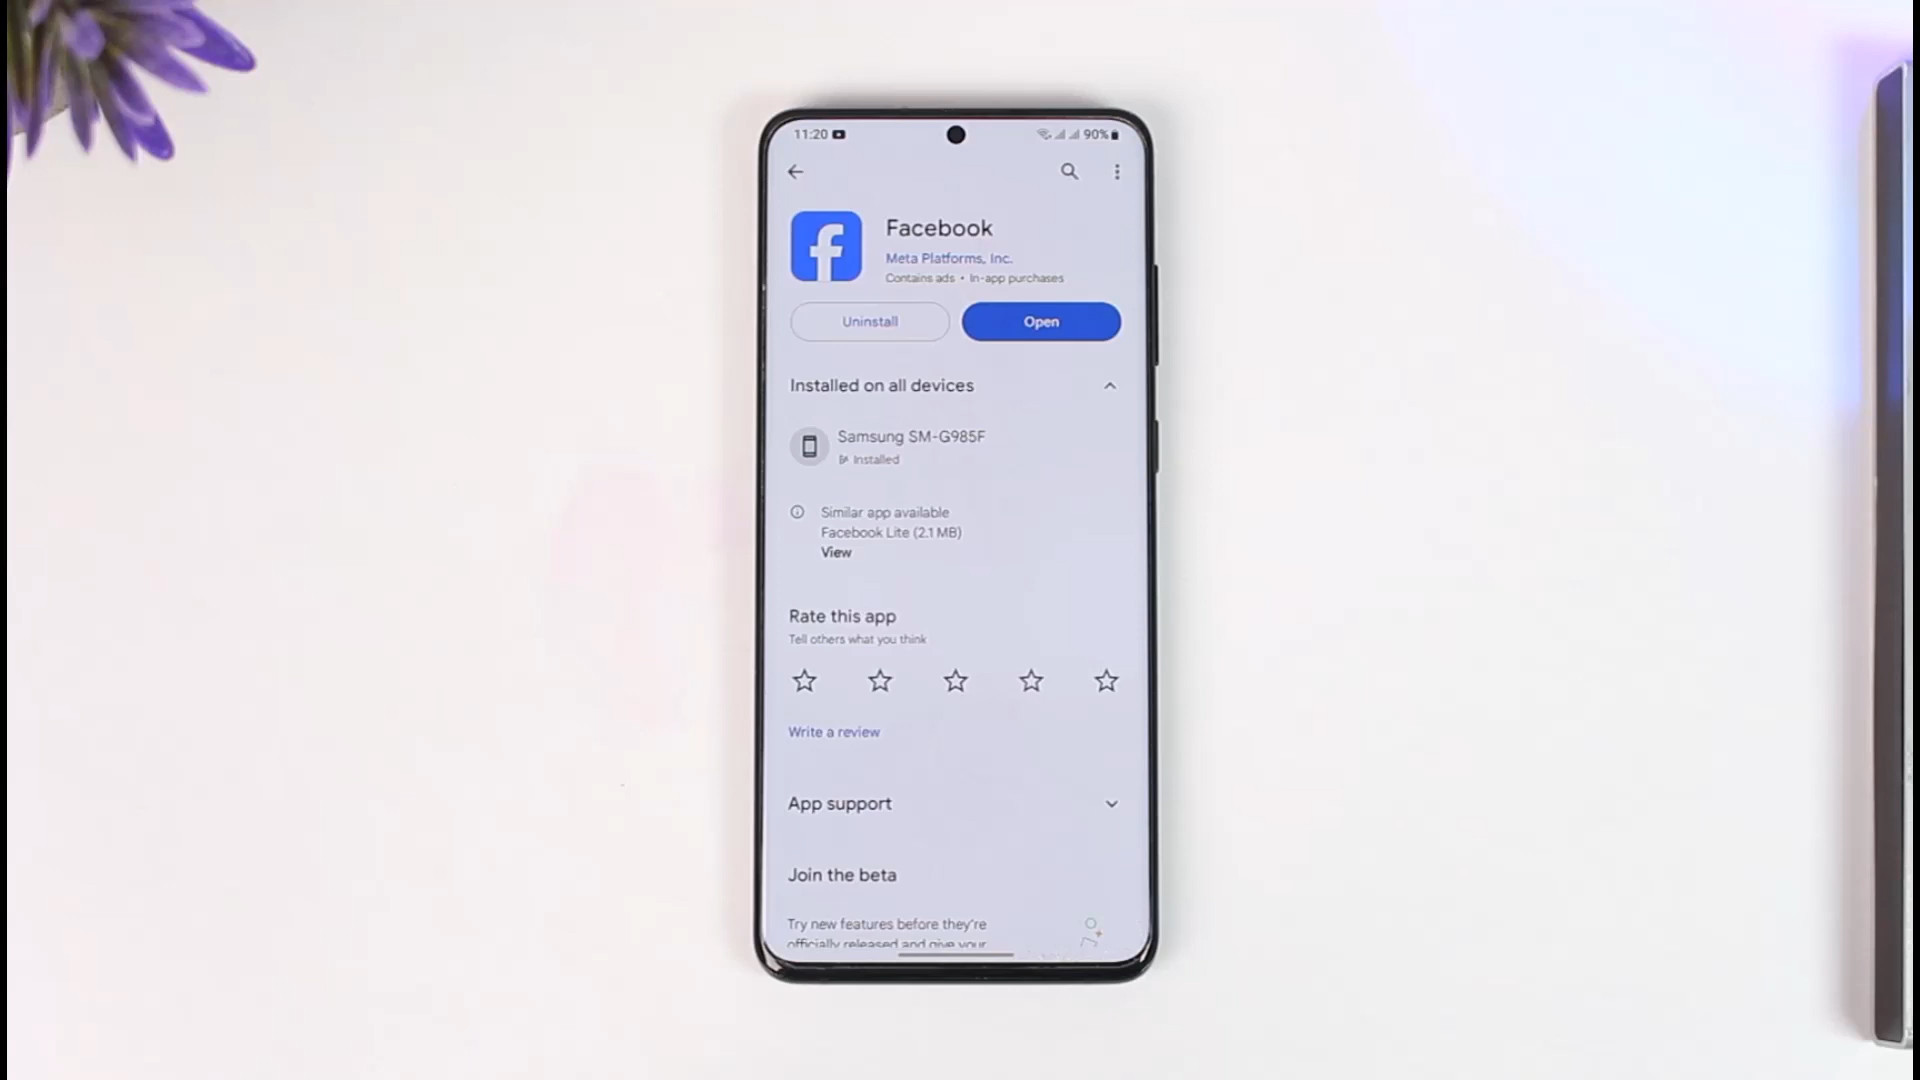 11:20 90%
Facebook
Meta Platforms, Inc.
Contains ads • In-app purchases
Uninstall Open
Installed on all devices
Samsung SM-G985F
Installed
Similar app available
Facebook Lite (2.1 MB)
View
Rate this app
Tell others what you think
Write a review
App support
Join the beta
Try new features before they're
officially released and give your